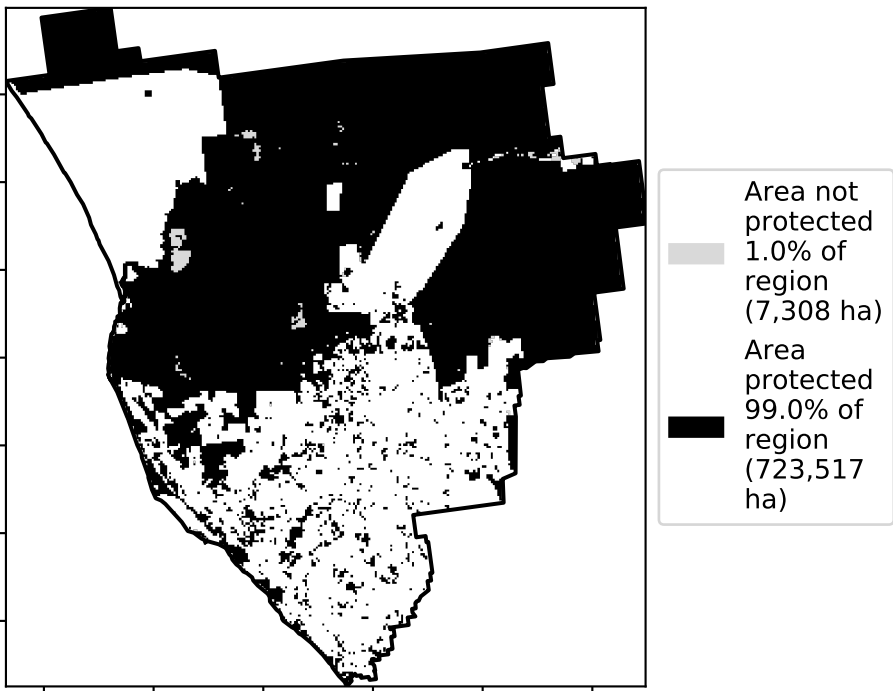 Area not
protected
1.0% of
region
(7,308 ha)
Area
protected
99.0% of
region
(723,517
ha)